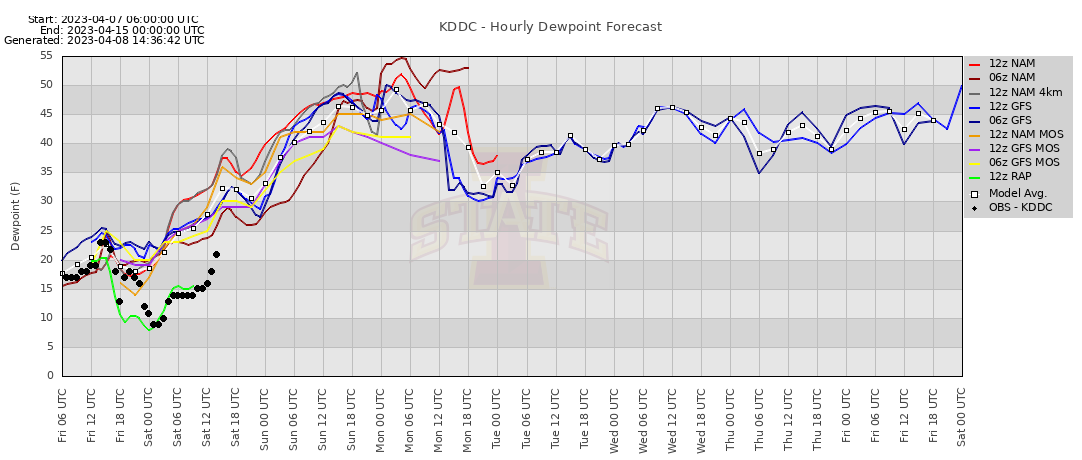 Start: 2023-04-07 06:00:00 UTC
End: 2023-04-15 00:00:00 UTC
Generated: 2023-04-08 14:36:42 UTC
KDDC - Hourly Dewpoint Forecast
Dewpoint (F)
55
50
45
40
35
30
25
20
15
10
5
0
I
STATE
12z NAM
06z NAM
12z NAM 4km
12z GFS
06z GFS
12z NAM MOS
12z GFS MOS
06z GFS MOS
12z RAP
Model Avg.
OBS - KDDC
Fri 06 UTC
Fri 12 UTC
Fri 18 UTC
Sat 00 UTC
Sat 06 UTC
Sat 12 UTC
Sat 18 UTC
Sun 00 UTC
Sun 06 UTC
Sun 12 UTC
Sun 18 UTC
Mon 00 UTC
Mon 06 UTC
Mon 12 UTC
Mon 18 UTC
Tue 00 UTC
Tue 06 UTC
Tue 12 UTC
Tue 18 UTC
Wed 00 UTC
Wed 06 UTC
Wed 12 UTC
Wed 18 UTC
Thu 00 UTC
Thu 06 UTC
Thu 12 UTC
Thu 18 UTC
Fri 00 UTC
Fri 06 UTC
Fri 12 UTC
Fri 18 UTC
Sat 00 UTC